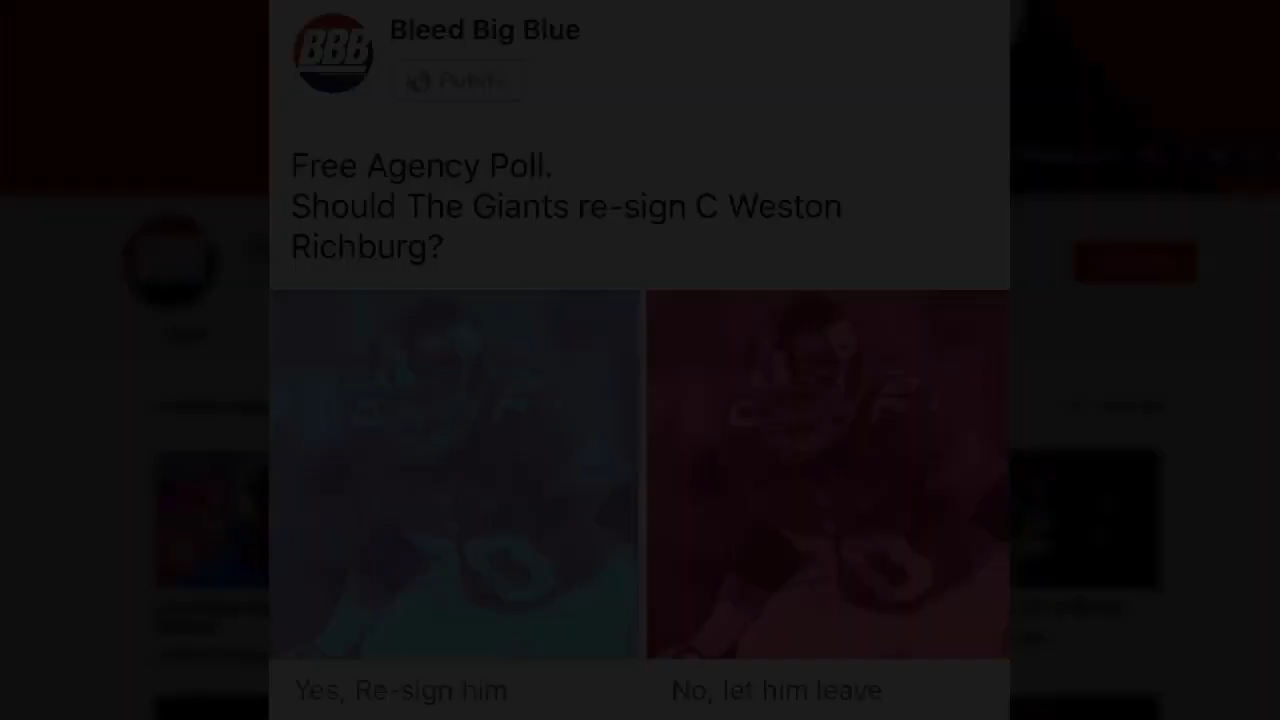 BBB
Bleed Big Blue
Public
Free Agency Poll.
Should The Giants re-sign C Weston
Richburg?
Yes, Re-sign him
No, let him leave